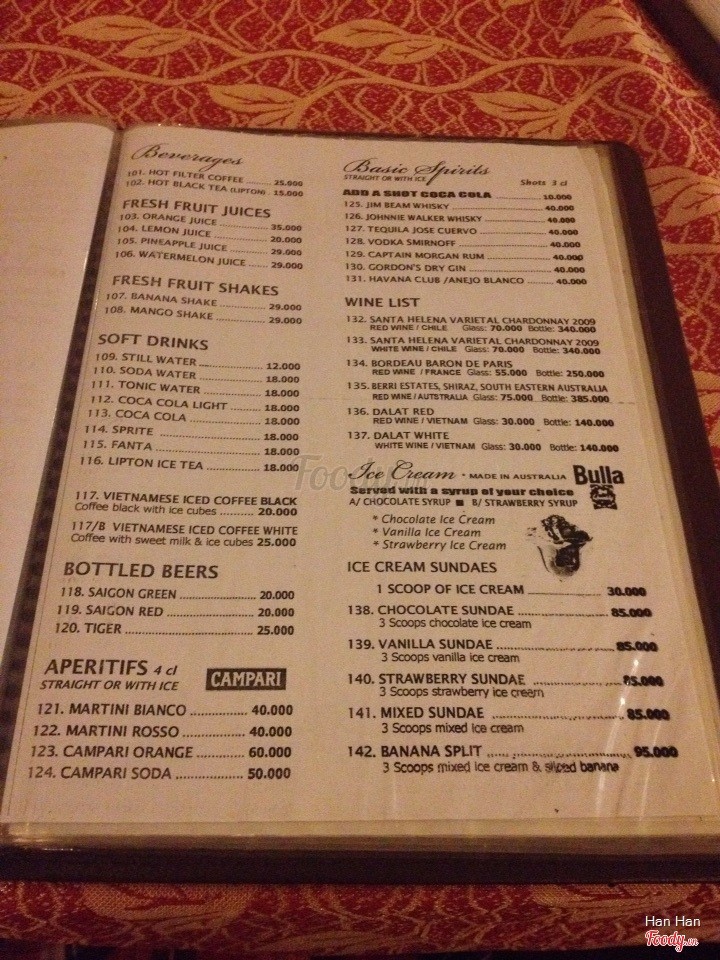 Beverages
101. HOT FILTER COFFEE ........ 25.000
102. HOT BLACK TEA (LIPTON) . 15.000
FRESH FRUIT JUICES
103. ORANGE JUICE ............... 35.000
104. LEMON JUICE ................ 20.000
105. PINEAPPLE JUICE ........... 29.000
106. WATERMELON JUICE ..... 29.000
FRESH FRUIT SHAKES
107. BANANA SHAKE ............. 29.000
108. MANGO SHAKE ............... 29.000
SOFT DRINKS
109. STILL WATER ................. 12.000
110. SODA WATER ................. 18.000
111. TONIC WATER ................ 18.000
112. COCA COLA LIGHT ........ 18.000
113. COCA COLA ................... 18.000
114. SPRITE .......................... 18.000
115. FANTA ........................... 18.000
116. LIPTON ICE TEA ............. 18.000
117. VIETNAMESE ICED COFFEE BLACK
Coffee black with ice cubes ........ 20.000
117/B VIETNAMESE ICED COFFEE WHITE
Coffee with sweet milk & ice cubes 25.000
BOTTLED BEERS
118. SAIGON GREEN ................ 20.000
119. SAIGON RED ..................... 20.000
120. TIGER ............................... 25.000
APERITIFS 4 cl
STRAIGHT OR WITH ICE
CAMPARI
121. MARTINI BIANCO ............. 40.000
122. MARTINI ROSSO .............. 40.000
123. CAMPARI ORANGE ........... 60.000
124. CAMPARI SODA ................ 50.000
Basic Spirits
STRAIGHT OR WITH ICE Shots 3 cl
ADD A SHOT COCA COLA ............ 10.000
125. JIM BEAM WHISKY ................... 40.000
126. JOHNNIE WALKER WHISKY ....... 40.000
127. TEQUILA JOSE CUERVO ............ 40.000
128. VODKA SMIRNOFF .................. 40.000
129. CAPTAIN MORGAN RUM ........... 40.000
130. GORDON'S DRY GIN ................ 40.000
131. HAVANA CLUB /ANEJO BLANCO .... 40.000
WINE LIST
132. SANTA HELENA VARIETAL CHARDONNAY 2009
RED WINE / CHILE Glass: 70.000 Bottle: 340.000
133. SANTA HELENA VARIETAL CHARDONNAY 2009
WHITE WINE / CHILE Glass: 70.000 Bottle: 340.000
134. BORDEAU BARON DE PARIS
RED WINE / FRANCE Glass: 55.000 Bottle: 250.000
135. BERRI ESTATES, SHIRAZ, SOUTH EASTERN AUSTRALIA
RED WINE / AUTSTRALIA Glass: 75.000 Bottle: 385.000
136. DALAT RED
RED WINE / VIETNAM Glass: 30.000 Bottle: 140.000
137. DALAT WHITE
WHITE WINE / VIETNAM Glass: 30.000 Bottle: 140.000
Ice Cream • MADE IN AUSTRALIA Bulla
Served with a syrup of your choice
A/ CHOCOLATE SYRUP ■ B/ STRAWBERRY SYRUP
* Chocolate Ice Cream
* Vanilla Ice Cream
* Strawberry Ice Cream
ICE CREAM SUNDAES
1 SCOOP OF ICE CREAM ................ 30.000
138. CHOCOLATE SUNDAE ................... 85.000
3 Scoops chocolate ice cream
139. VANILLA SUNDAE ........................ 85.000
3 Scoops vanilla ice cream
140. STRAWBERRY SUNDAE ................ 85.000
3 Scoops strawberry ice cream
141. MIXED SUNDAE ........................... 85.000
3 Scoops mixed ice cream
142. BANANA SPLIT ............................ 95.000
3 Scoops mixed ice cream & sliced banana
Foody
Han Han
Foody.vn